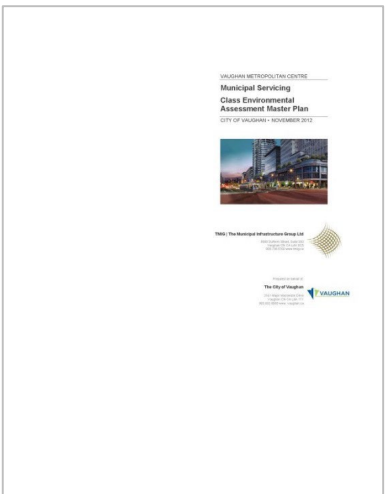 VAUGHAN METROPOLITAN CENTRE
Municipal Servicing
Class Environmental
Assessment Master Plan
CITY OF VAUGHAN • NOVEMBER 2012
TMIG | The Municipal Infrastructure Group Ltd
The City of Vaughan
VAUGHAN